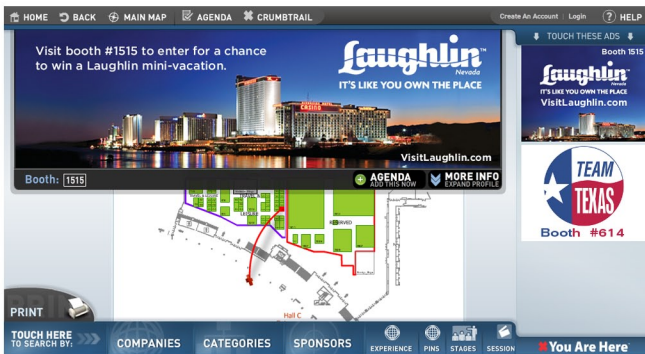 HOME
BACK
MAIN MAP
AGENDA
CRUMBTRAIL
Create An Account
Login
? HELP
TOUCH THESE ADS
Visit booth #1515 to enter for a chance
to win a Laughlin mini-vacation.
Laughlin™
Nevada
IT'S LIKE YOU OWN THE PLACE
CASINO
VisitLaughlin.com
Booth: 1515
AGENDA
ADD THIS NOW
MORE INFO
EXPAND PROFILE
Booth 1515
Laughlin™
Nevada
IT'S LIKE YOU OWN THE PLACE
VisitLaughlin.com
TEAM
TEXAS
Booth #614
Hall C
PRINT
TOUCH HERE
TO SEARCH BY:
COMPANIES
CATEGORIES
SPONSORS
EXPERIENCE
PINS
STAGES
SESSION
You Are Here